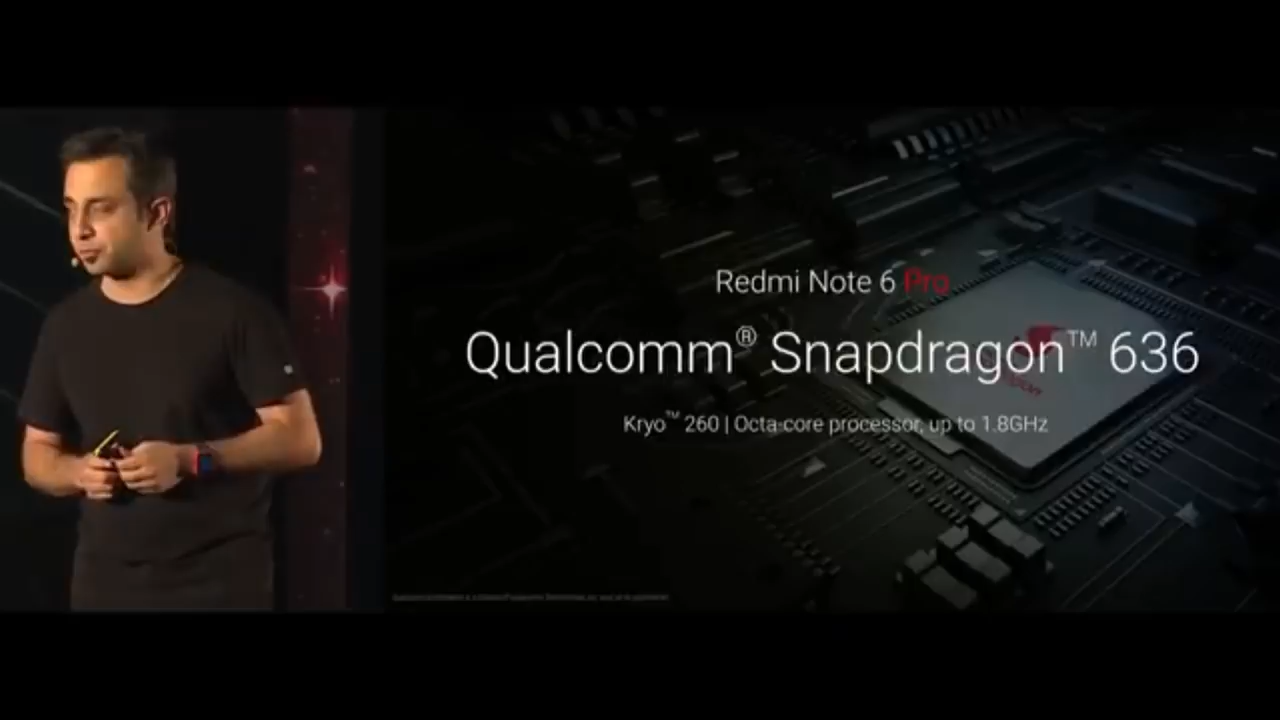 Redmi Note 6 Pro
Qualcomm® Snapdragon™ 636
Kryo™ 260 | Octa-core processor, up to 1.8GHz